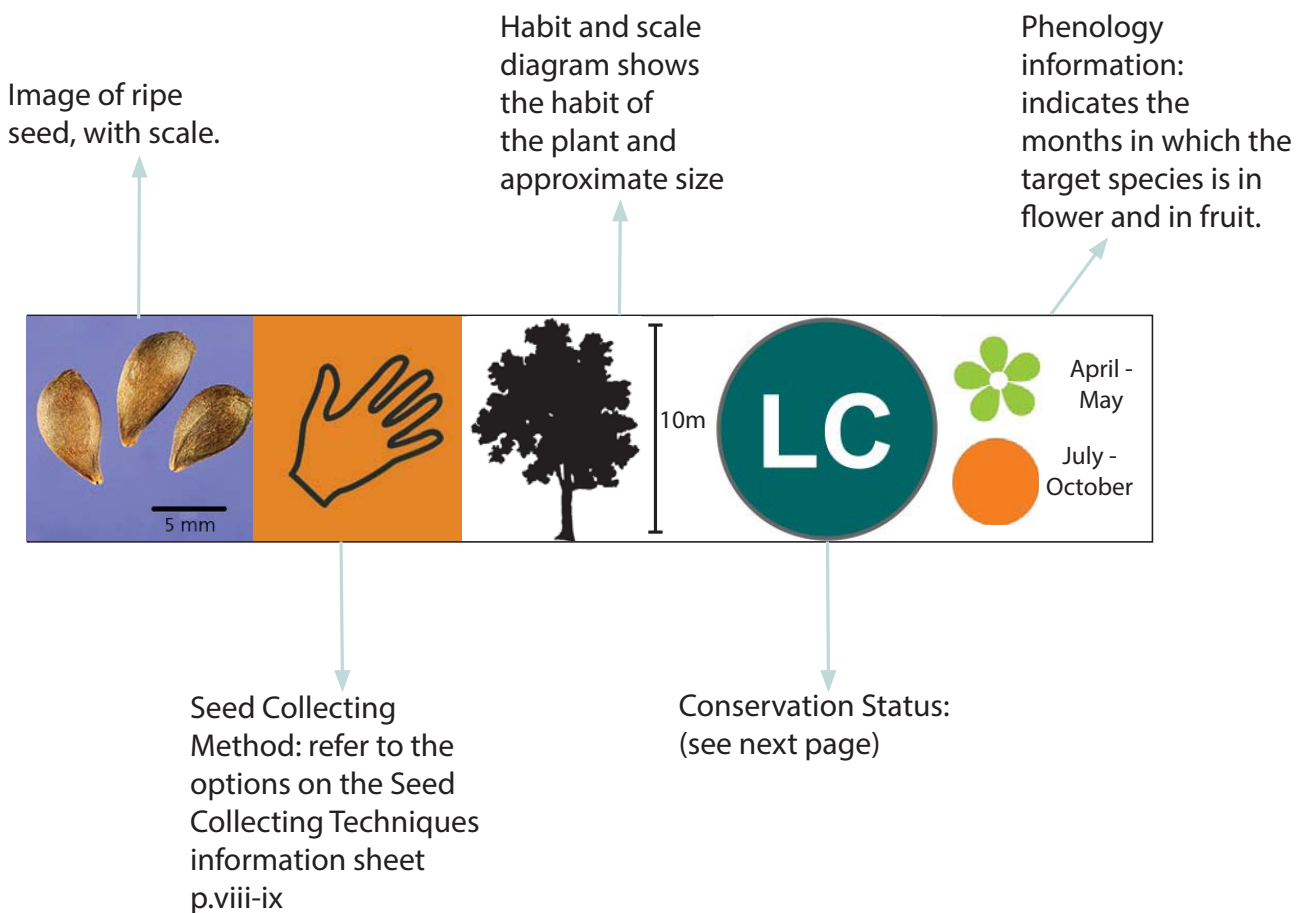 Image of ripe
seed, with scale.
Habit and scale
diagram shows
the habit of
the plant and
approximate size
Phenology
information:
indicates the
months in which the
target species is in
flower and in fruit.
5 mm
10m
LC
April -
May
July -
October
Seed Collecting
Method: refer to the
options on the Seed
Collecting Techniques
information sheet
p.viii-ix
Conservation Status:
(see next page)